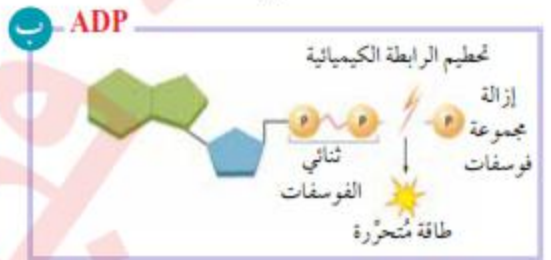 ب
ADP
تحطيم الرابطة الكيميائية
إزالة
مجموعة
فوسفات
P P P
ثنائي
الفوسفات
طاقة مُتحرِّرة